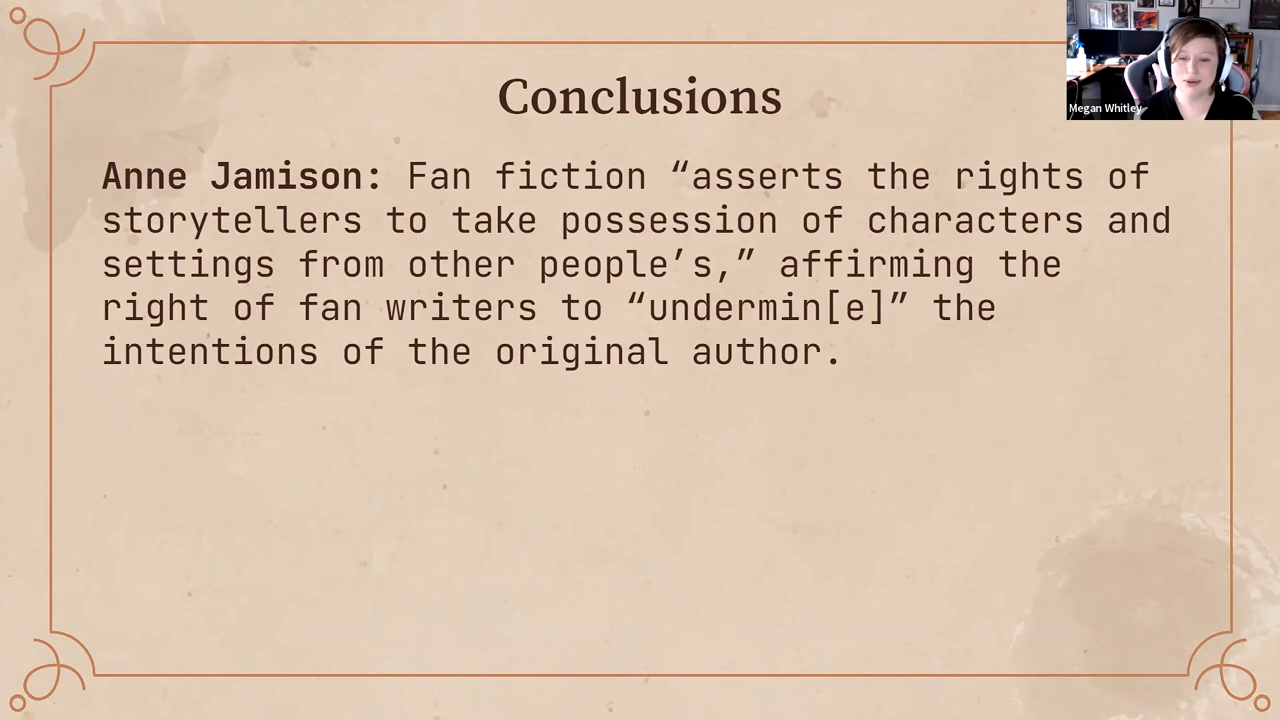 Conclusions
Megan Whitley
Anne Jamison: Fan fiction “asserts the rights of
storytellers to take possession of characters and
settings from other people’s,” affirming the
right of fan writers to “undermin[e]” the
intentions of the original author.